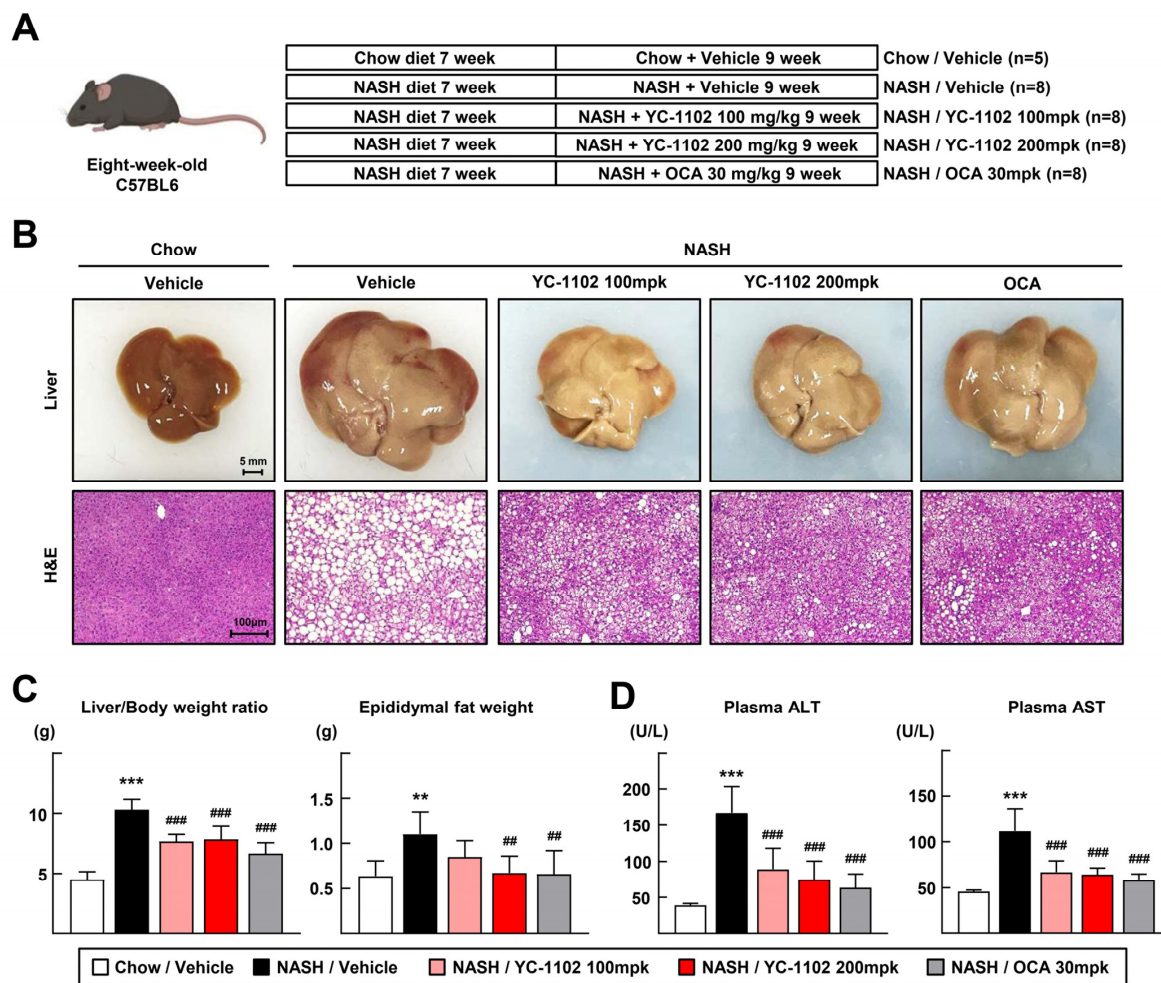 A
Eight-week-old
C57BL6
Chow diet 7 week Chow + Vehicle 9 week Chow / Vehicle (n=5)
NASH diet 7 week NASH + Vehicle 9 week NASH / Vehicle (n=8)
NASH diet 7 week NASH + YC-1102 100 mg/kg 9 week NASH / YC-1102 100mpk (n=8)
NASH diet 7 week NASH + YC-1102 200 mg/kg 9 week NASH / YC-1102 200mpk (n=8)
NASH diet 7 week NASH + OCA 30 mg/kg 9 week NASH / OCA 30mpk (n=8)
B
Chow NASH
Vehicle Vehicle YC-1102 100mpk YC-1102 200mpk OCA
Liver
5 mm
H&E
100μm
C
Liver/Body weight ratio
(g)
10
5
***
###
###
###
Epididymal fat weight
(g)
1.5
1.0
0.5
**
##
##
D
Plasma ALT
(U/L)
200
150
100
50
***
###
###
###
Plasma AST
(U/L)
150
100
50
***
###
###
###
Chow / Vehicle NASH / Vehicle NASH / YC-1102 100mpk NASH / YC-1102 200mpk NASH / OCA 30mpk